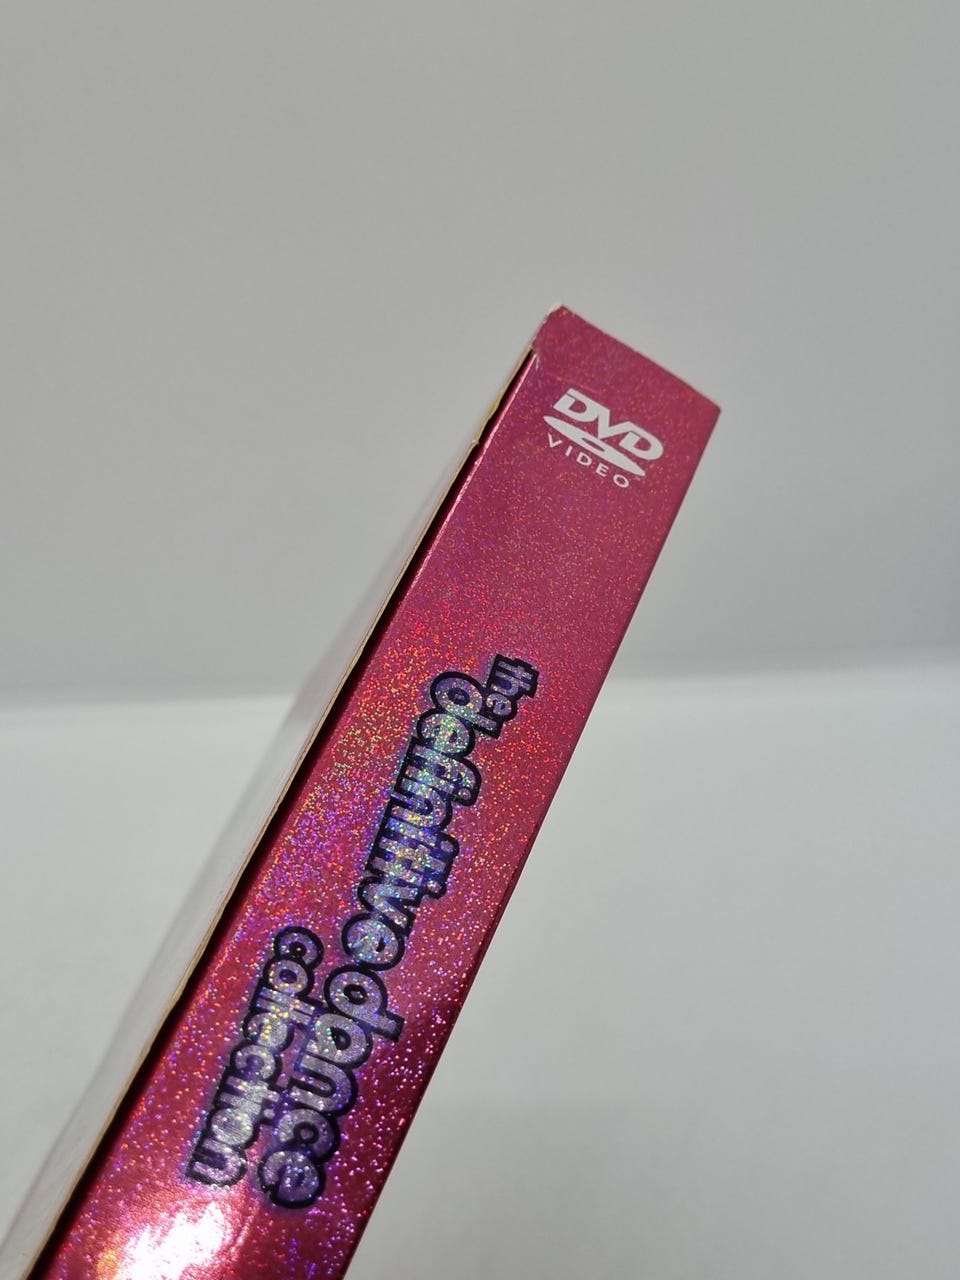 DVD
VIDEO
the
definitive dance
collection